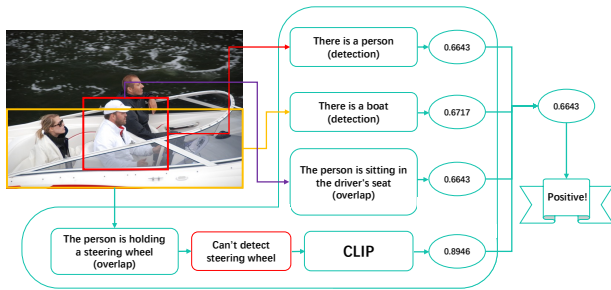 There is a person
(detection)
0.6643
There is a boat
(detection)
0.6717
0.6643
The person is sitting in
the driver's seat
(overlap)
0.6643
Positive!
The person is holding
a steering wheel
(overlap)
Can't detect
steering wheel
CLIP
0.8946